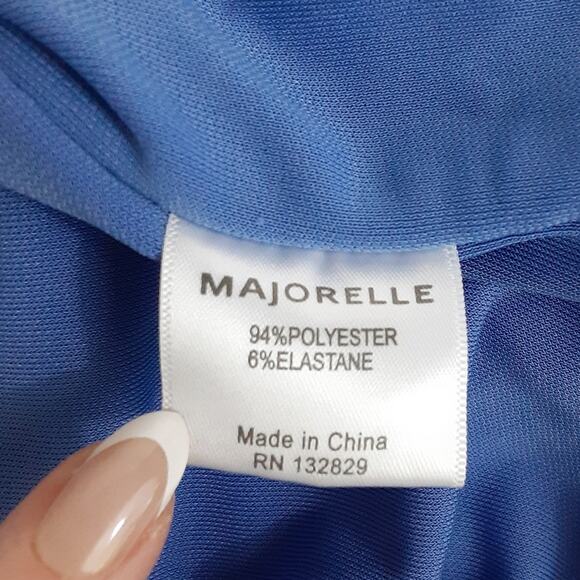 MAJORELLE
94%POLYESTER
6%ELASTANE
Made in China
RN 132829